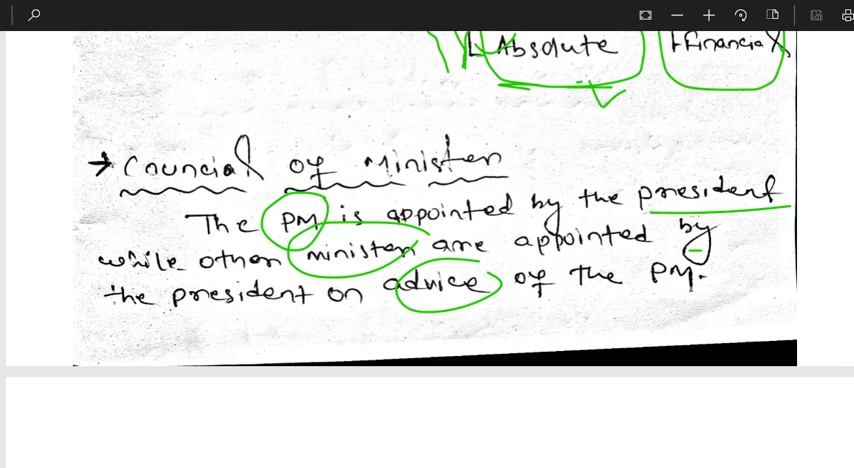 Absolute Financial
→ Councial of Minister
The PM is appointed by the president
while other minister are appointed by
the president on advice of the PM.